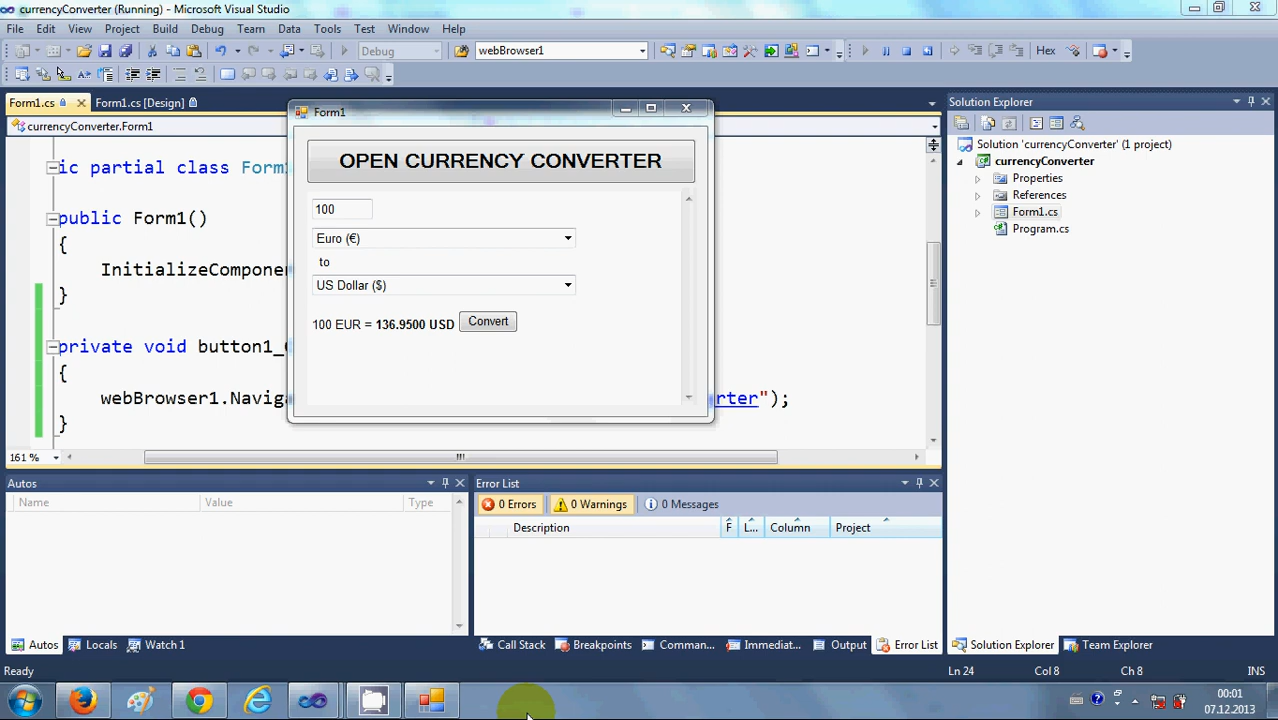 currencyConverter (Running) - Microsoft Visual Studio
File Edit View Project Build Debug Team Data Tools Test Window Help
Debug webBrowser1 Hex
Form1.cs Form1.cs [Design]
currencyConverter.Form1
ic partial class Form1
public Form1()
{
InitializeComponen
}
private void button1_
{
webBrowser1.Naviga rter");
}
161 %
Form1
OPEN CURRENCY CONVERTER
100
Euro (€)
to
US Dollar ($)
100 EUR = 136.9500 USD Convert
Solution Explorer
Solution 'currencyConverter' (1 project)
currencyConverter
Properties
References
Form1.cs
Program.cs
Autos
Name Value Type
Error List
0 Errors 0 Warnings 0 Messages
Description F L... Column Project
Autos Locals Watch 1
Call Stack Breakpoints Comman... Immediat... Output Error List
Solution Explorer Team Explorer
Ready Ln 24 Col 8 Ch 8 INS
00:01
07.12.2013